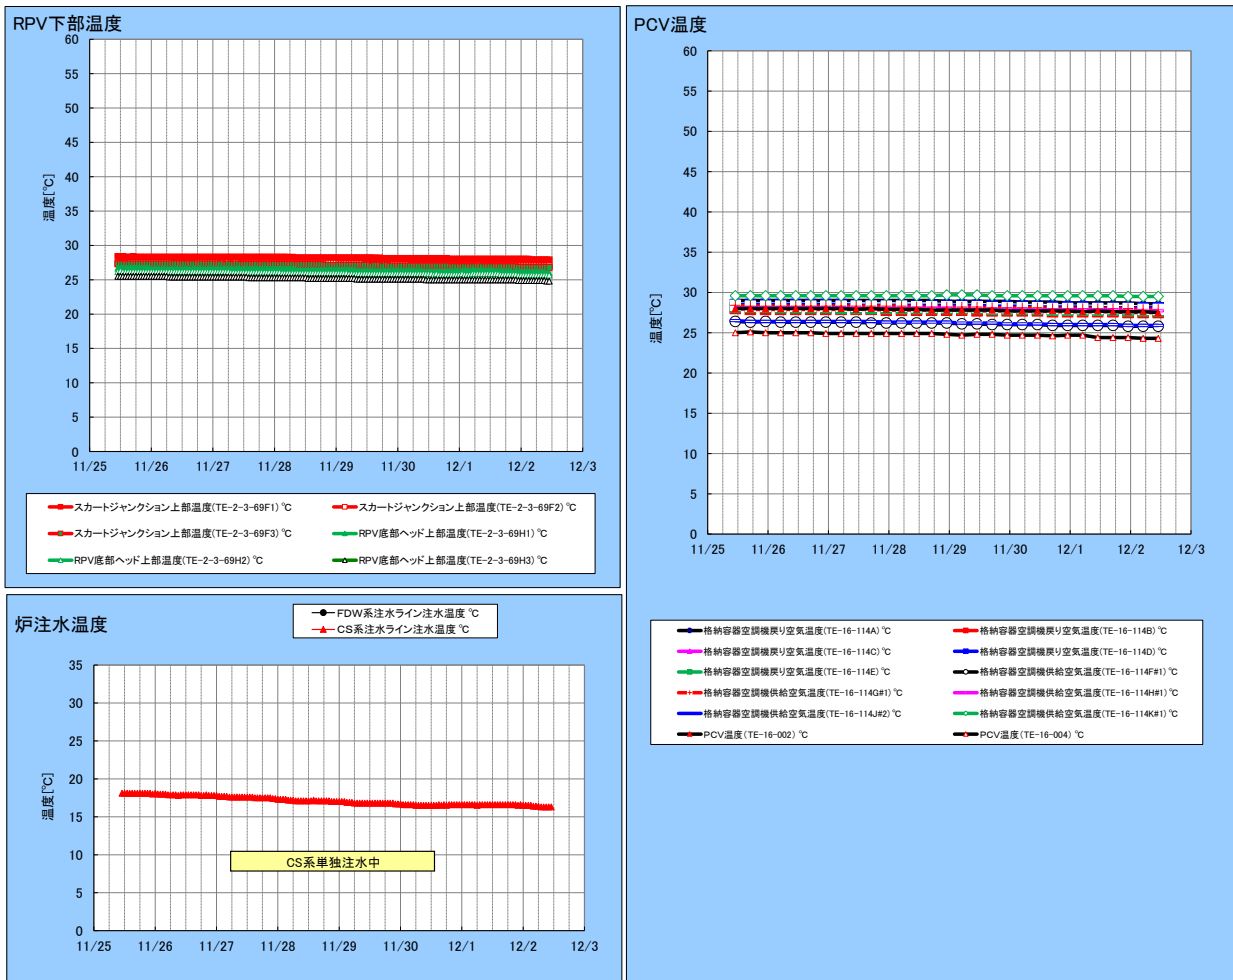 RPV下部温度
60
55
50
45
40
35
30
25
20
15
10
5
0
温度[℃]
11/25 11/26 11/27 11/28 11/29 11/30 12/1 12/2 12/3
スカートジャンクション上部温度(TE-2-3-69F1) ℃ スカートジャンクション上部温度(TE-2-3-69F2) ℃
スカートジャンクション上部温度(TE-2-3-69F3) ℃ RPV底部ヘッド上部温度(TE-2-3-69H1) ℃
RPV底部ヘッド上部温度(TE-2-3-69H2) ℃ RPV底部ヘッド上部温度(TE-2-3-69H3) ℃
炉注水温度
FDW系注水ライン注水温度 ℃
CS系注水ライン注水温度 ℃
35
30
25
20
15
10
5
0
温度[℃]
CS系単独注水中
11/25 11/26 11/27 11/28 11/29 11/30 12/1 12/2 12/3
PCV温度
60
55
50
45
40
35
30
25
20
15
10
5
0
温度[℃]
11/25 11/26 11/27 11/28 11/29 11/30 12/1 12/2 12/3
格納容器空調機戻り空気温度(TE-16-114A) ℃ 格納容器空調機戻り空気温度(TE-16-114B) ℃
格納容器空調機戻り空気温度(TE-16-114C) ℃ 格納容器空調機戻り空気温度(TE-16-114D) ℃
格納容器空調機戻り空気温度(TE-16-114E) ℃ 格納容器空調機供給空気温度(TE-16-114F#1) ℃
格納容器空調機供給空気温度(TE-16-114G#1) ℃ 格納容器空調機供給空気温度(TE-16-114H#1) ℃
格納容器空調機供給空気温度(TE-16-114J#2) ℃ 格納容器空調機供給空気温度(TE-16-114K#1) ℃
PCV温度(TE-16-002) ℃ PCV温度(TE-16-004) ℃